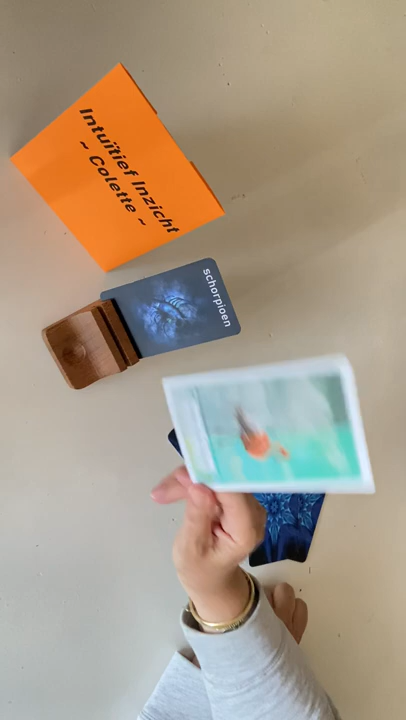 Intuïtief Inzicht
~ Colette ~
schorpioen